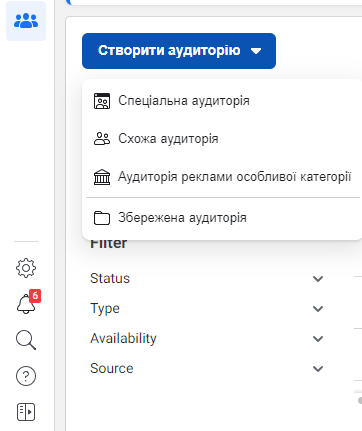 Створити аудиторію
Спеціальна аудиторія
Схожа аудиторія
Аудиторія реклами особливої категорії
Збережена аудиторія
Filter
Status
Type
Availability
Source
6